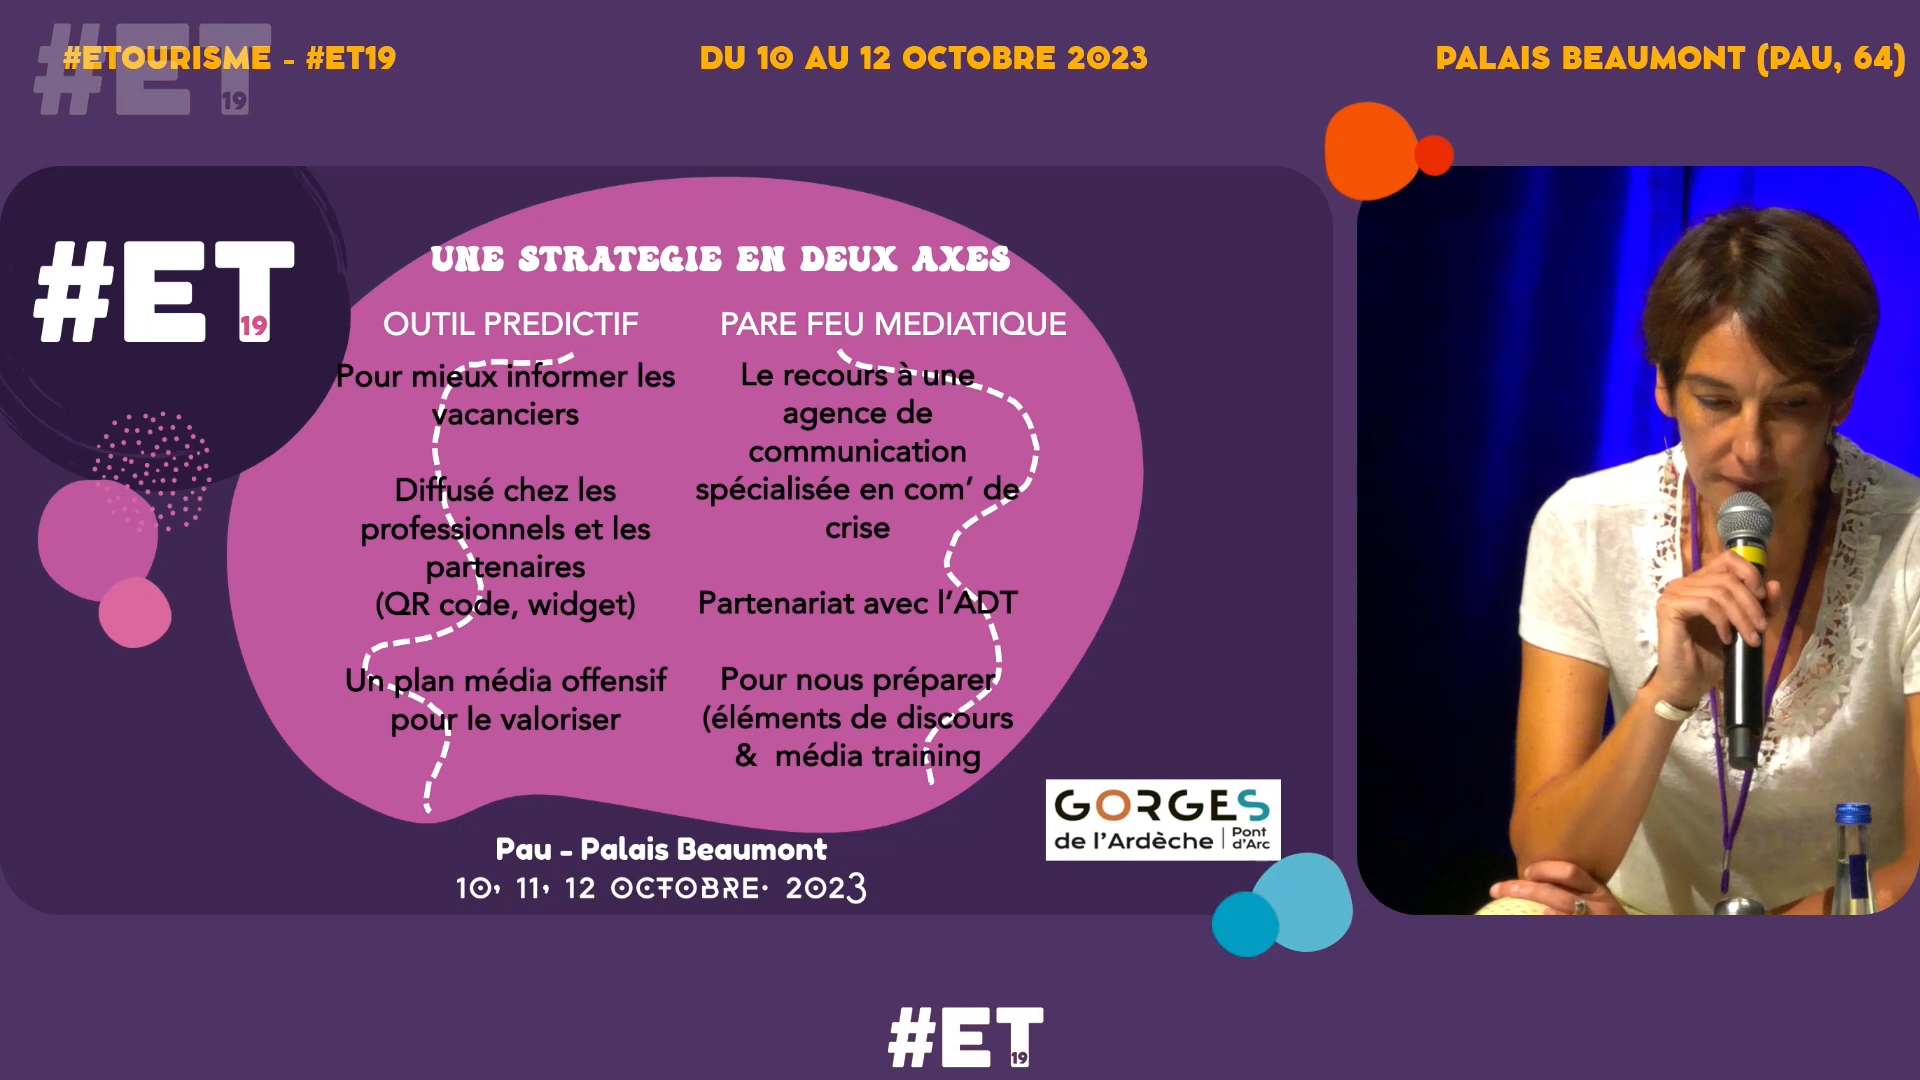 #ET
19
#ETOURISME - #ET19
DU 10 AU 12 OCTOBRE 2023
PALAIS BEAUMONT (PAU, 64)
#ET
19
UNE STRATEGIE EN DEUX AXES
OUTIL PREDICTIF
Pour mieux informer les
vacanciers
Diffusé chez les
professionnels et les
partenaires
(QR code, widget)
Un plan média offensif
pour le valoriser
PARE FEU MEDIATIQUE
Le recours à une
agence de
communication
spécialisée en com’ de
crise
Partenariat avec l’ADT
Pour nous préparer
(éléments de discours
& média training
GORGES
de l’Ardèche | Pont
d’Arc
Pau - Palais Beaumont
10, 11, 12 OCTOBRE. 2023
#ET
19